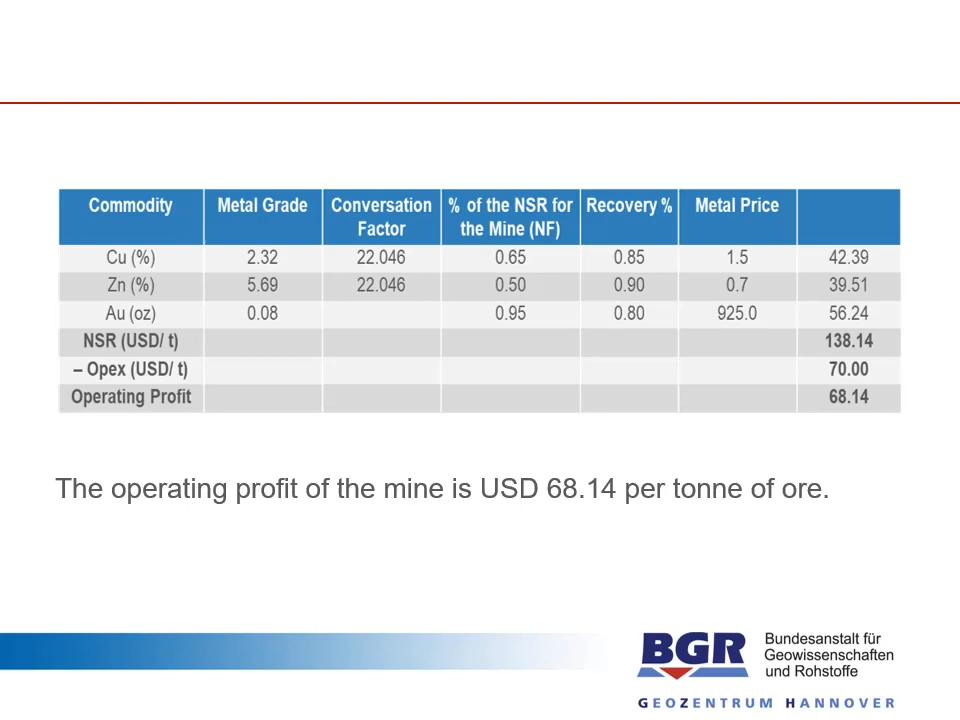 Commodity Metal Grade Conversation Factor % of the NSR for the Mine (NF) Recovery % Metal Price
Cu (%) 2.32 22.046 0.65 0.85 1.5 42.39
Zn (%) 5.69 22.046 0.50 0.90 0.7 39.51
Au (oz) 0.08 0.95 0.80 925.0 56.24
NSR (USD/ t) 138.14
– Opex (USD/ t) 70.00
Operating Profit 68.14
The operating profit of the mine is USD 68.14 per tonne of ore.
BGR
Bundesanstalt für
Geowissenschaften
und Rohstoffe
GEOZENTRUM HANNOVER